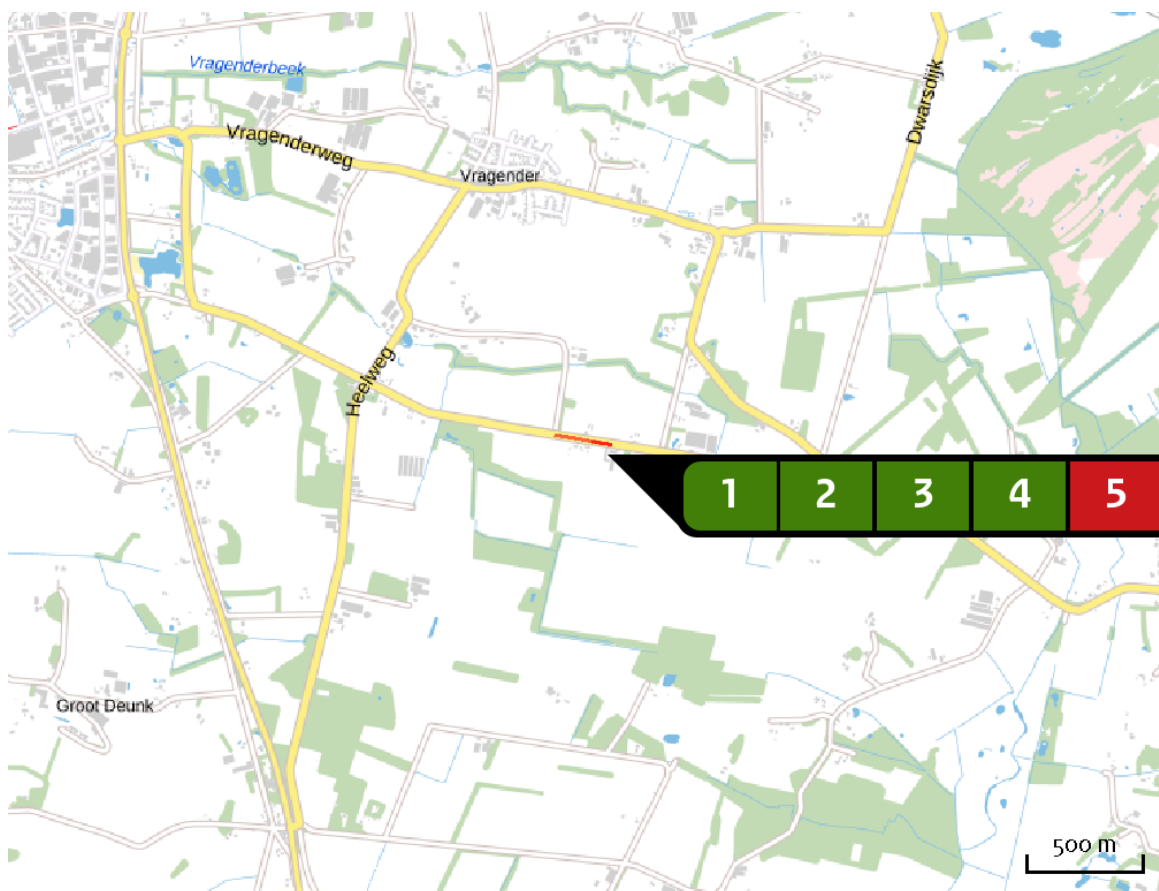 Vragenderbeek
Dwarsdijk
Vragenderweg
Vragender
Heelweg
1 2 3 4 5
Groot Deunk
500 m